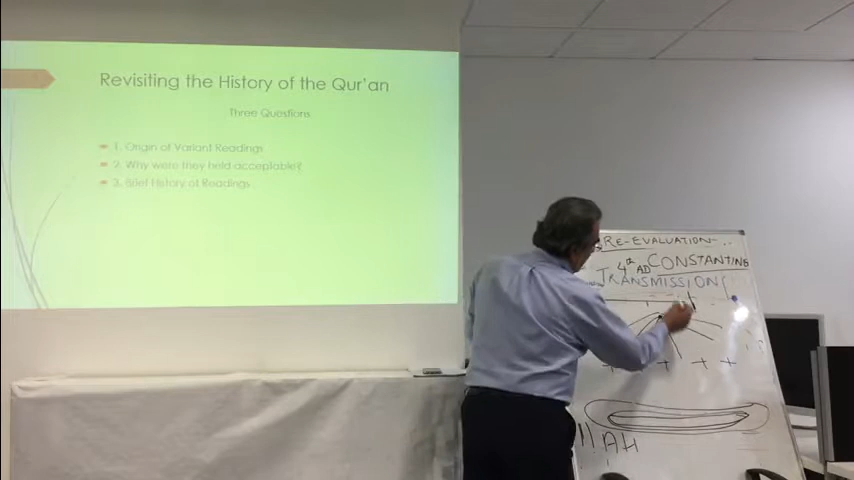 Revisiting the History of the Qur'an
Three Questions
1. Origin of Variant Readings
2. Why were they held acceptable?
3. Brief History of Readings
RE-EVALUATION
4th AD CONSTANTINE
TRANSMISSION